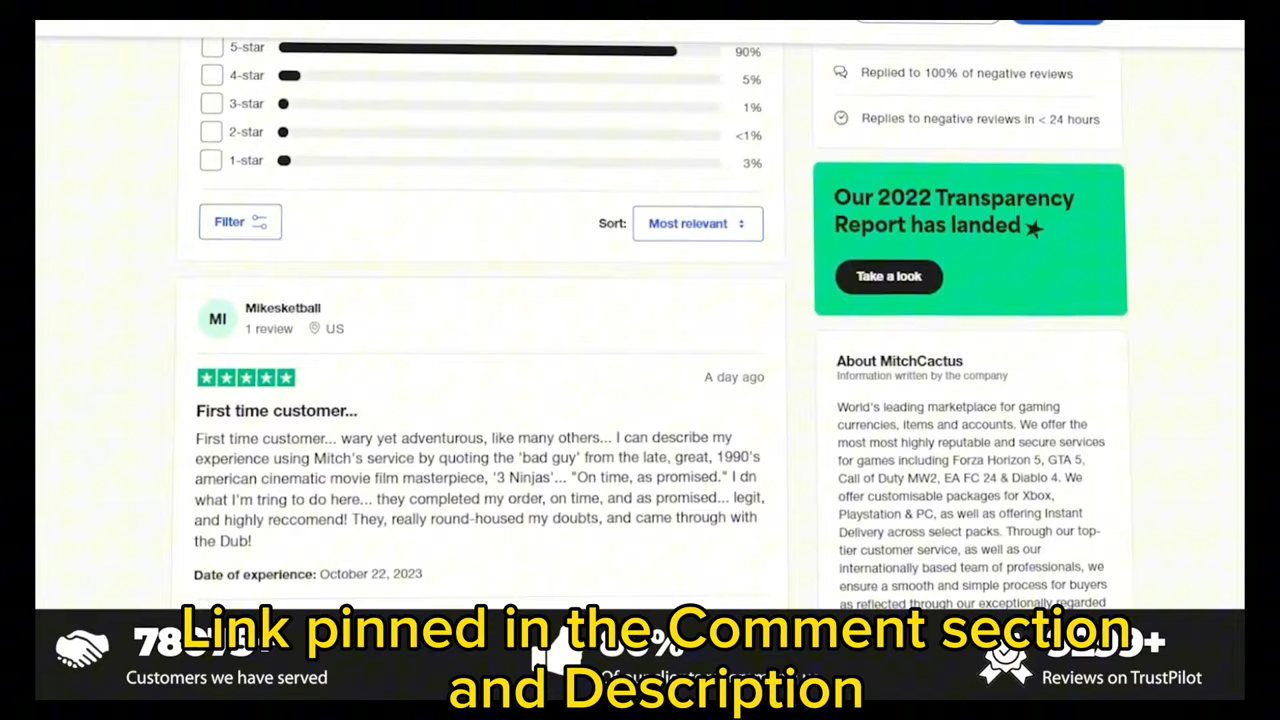 5-star 90%
4-star 5%
3-star 1%
2-star <1%
1-star 3%
Filter
Sort: Most relevant
MI
Mikesketball
1 review US
A day ago
First time customer...
First time customer... wary yet adventurous, like many others... I can describe my
experience using Mitch's service by quoting the 'bad guy' from the late, great, 1990's
american cinematic movie film masterpiece, '3 Ninjas'... "On time, as promised." I dn
what I'm tring to do here... they completed my order, on time, and as promised... legit,
and highly reccomend! They, really round-housed my doubts, and came through with
the Dub!
Date of experience: October 22, 2023
Replied to 100% of negative reviews
Replies to negative reviews in < 24 hours
Our 2022 Transparency
Report has landed
Take a look
About MitchCactus
Information written by the company
World's leading marketplace for gaming
currencies, items and accounts. We offer the
most most highly reputable and secure services
for games including Forza Horizon 5, GTA 5,
Call of Duty MW2, EA FC 24 & Diablo 4. We
offer customisable packages for Xbox,
Playstation & PC, as well as offering Instant
Delivery across select packs. Through our top-
tier customer service, as well as our
internationally based team of professionals, we
ensure a smooth and simple process for buyers
as reflected through our exceptionally regarded
Link pinned in the Comment section
and Description
Customers we have served
Reviews on TrustPilot